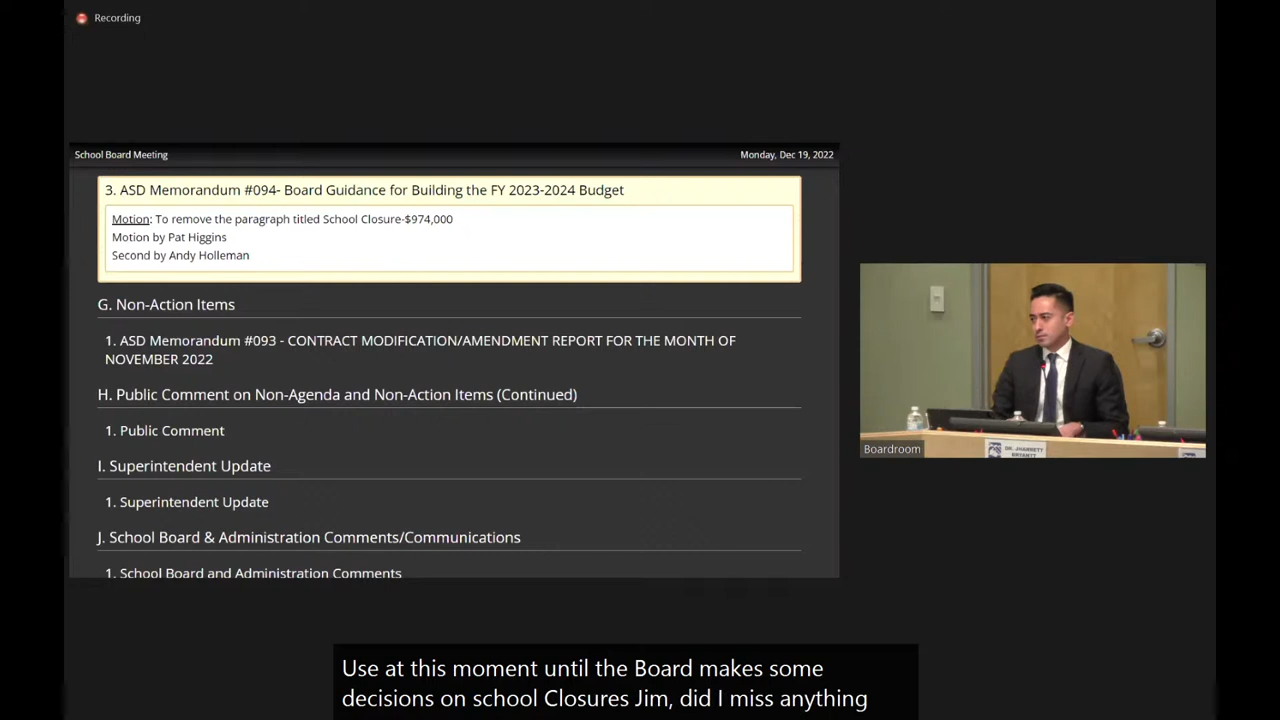 Recording
School Board Meeting
Monday, Dec 19, 2022
3. ASD Memorandum #094- Board Guidance for Building the FY 2023-2024 Budget
Motion: To remove the paragraph titled School Closure-$974,000
Motion by Pat Higgins
Second by Andy Holleman
G. Non-Action Items
1. ASD Memorandum #093 - CONTRACT MODIFICATION/AMENDMENT REPORT FOR THE MONTH OF
NOVEMBER 2022
H. Public Comment on Non-Agenda and Non-Action Items (Continued)
1. Public Comment
I. Superintendent Update
1. Superintendent Update
J. School Board & Administration Comments/Communications
1. School Board and Administration Comments
DR. JHARRETT
BRYANTT
Boardroom
Use at this moment until the Board makes some
decisions on school Closures Jim, did I miss anything